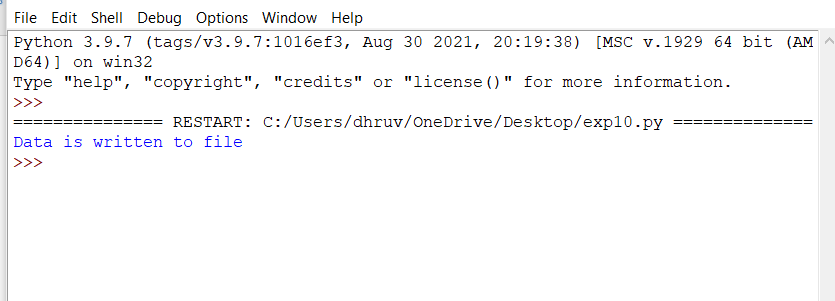 File Edit Shell Debug Options Window Help
Python 3.9.7 (tags/v3.9.7:1016ef3, Aug 30 2021, 20:19:38) [MSC v.1929 64 bit (AM
D64)] on win32
Type "help", "copyright", "credits" or "license()" for more information.
>>>
=============== RESTART: C:/Users/dhruv/OneDrive/Desktop/exp10.py ==============
Data is written to file
>>>